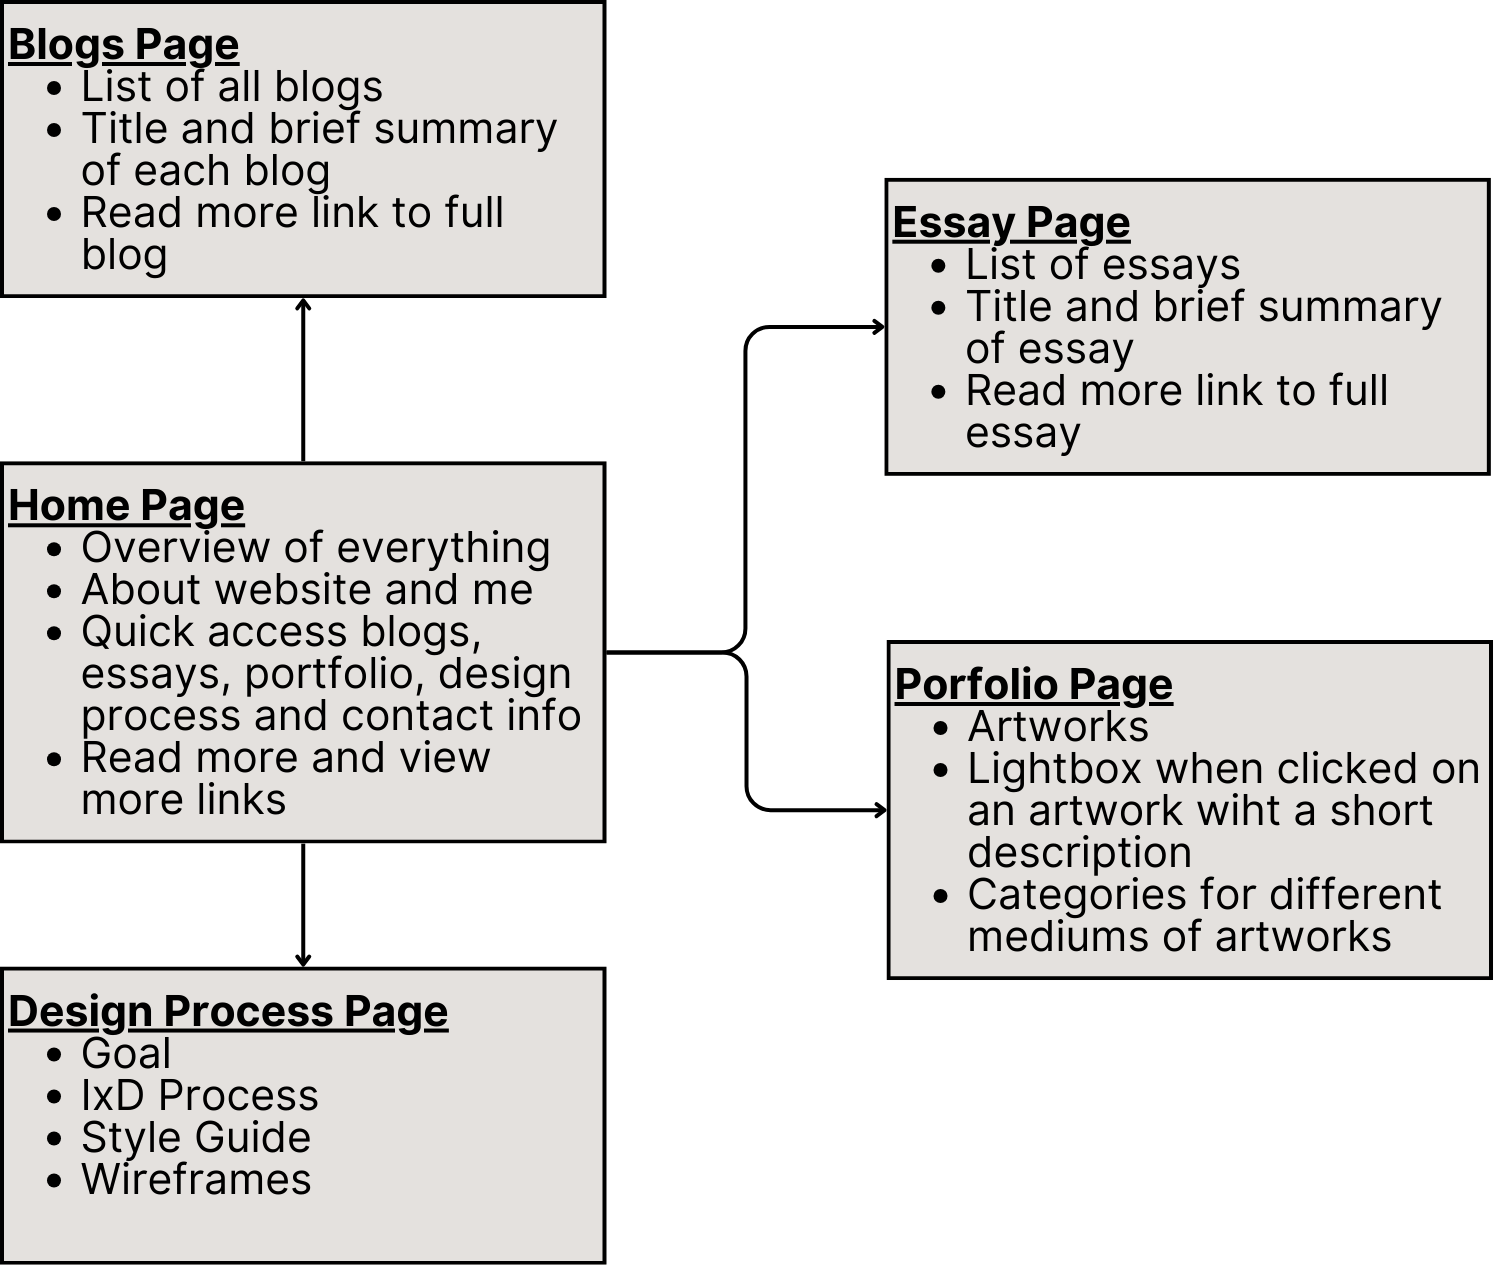 Blogs Page
• List of all blogs
• Title and brief summary
of each blog
• Read more link to full
blog
Essay Page
• List of essays
• Title and brief summary
of essay
• Read more link to full
essay
Home Page
• Overview of everything
• About website and me
• Quick access blogs,
essays, portfolio, design
process and contact info
• Read more and view
more links
Porfolio Page
• Artworks
• Lightbox when clicked on
an artwork wiht a short
description
• Categories for different
mediums of artworks
Design Process Page
• Goal
• IxD Process
• Style Guide
• Wireframes